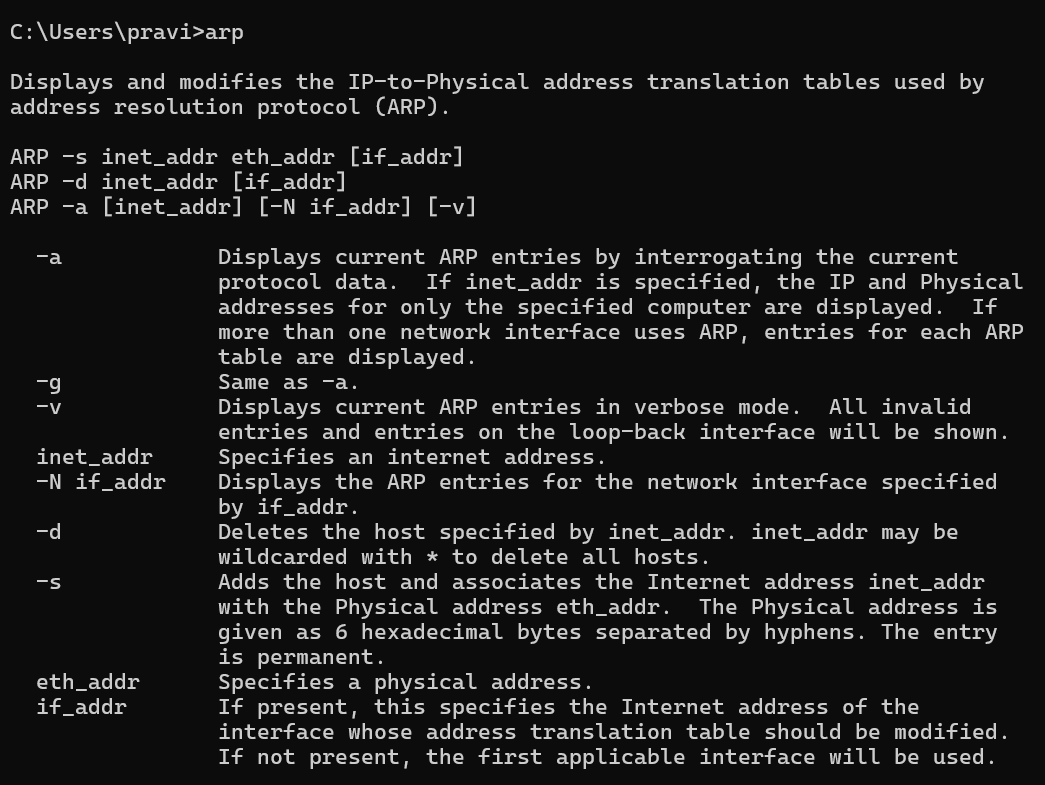 C:\Users\pravi>arp
Displays and modifies the IP-to-Physical address translation tables used by
address resolution protocol (ARP).
ARP -s inet_addr eth_addr [if_addr]
ARP -d inet_addr [if_addr]
ARP -a [inet_addr] [-N if_addr] [-v]
  -a            Displays current ARP entries by interrogating the current
                protocol data.  If inet_addr is specified, the IP and Physical
                addresses for only the specified computer are displayed.  If
                more than one network interface uses ARP, entries for each ARP
                table are displayed.
  -g            Same as -a.
  -v            Displays current ARP entries in verbose mode.  All invalid
                entries and entries on the loop-back interface will be shown.
  inet_addr     Specifies an internet address.
  -N if_addr    Displays the ARP entries for the network interface specified
                by if_addr.
  -d            Deletes the host specified by inet_addr. inet_addr may be
                wildcarded with * to delete all hosts.
  -s            Adds the host and associates the Internet address inet_addr
                with the Physical address eth_addr.  The Physical address is
                given as 6 hexadecimal bytes separated by hyphens. The entry
                is permanent.
  eth_addr      Specifies a physical address.
  if_addr       If present, this specifies the Internet address of the
                interface whose address translation table should be modified.
                If not present, the first applicable interface will be used.